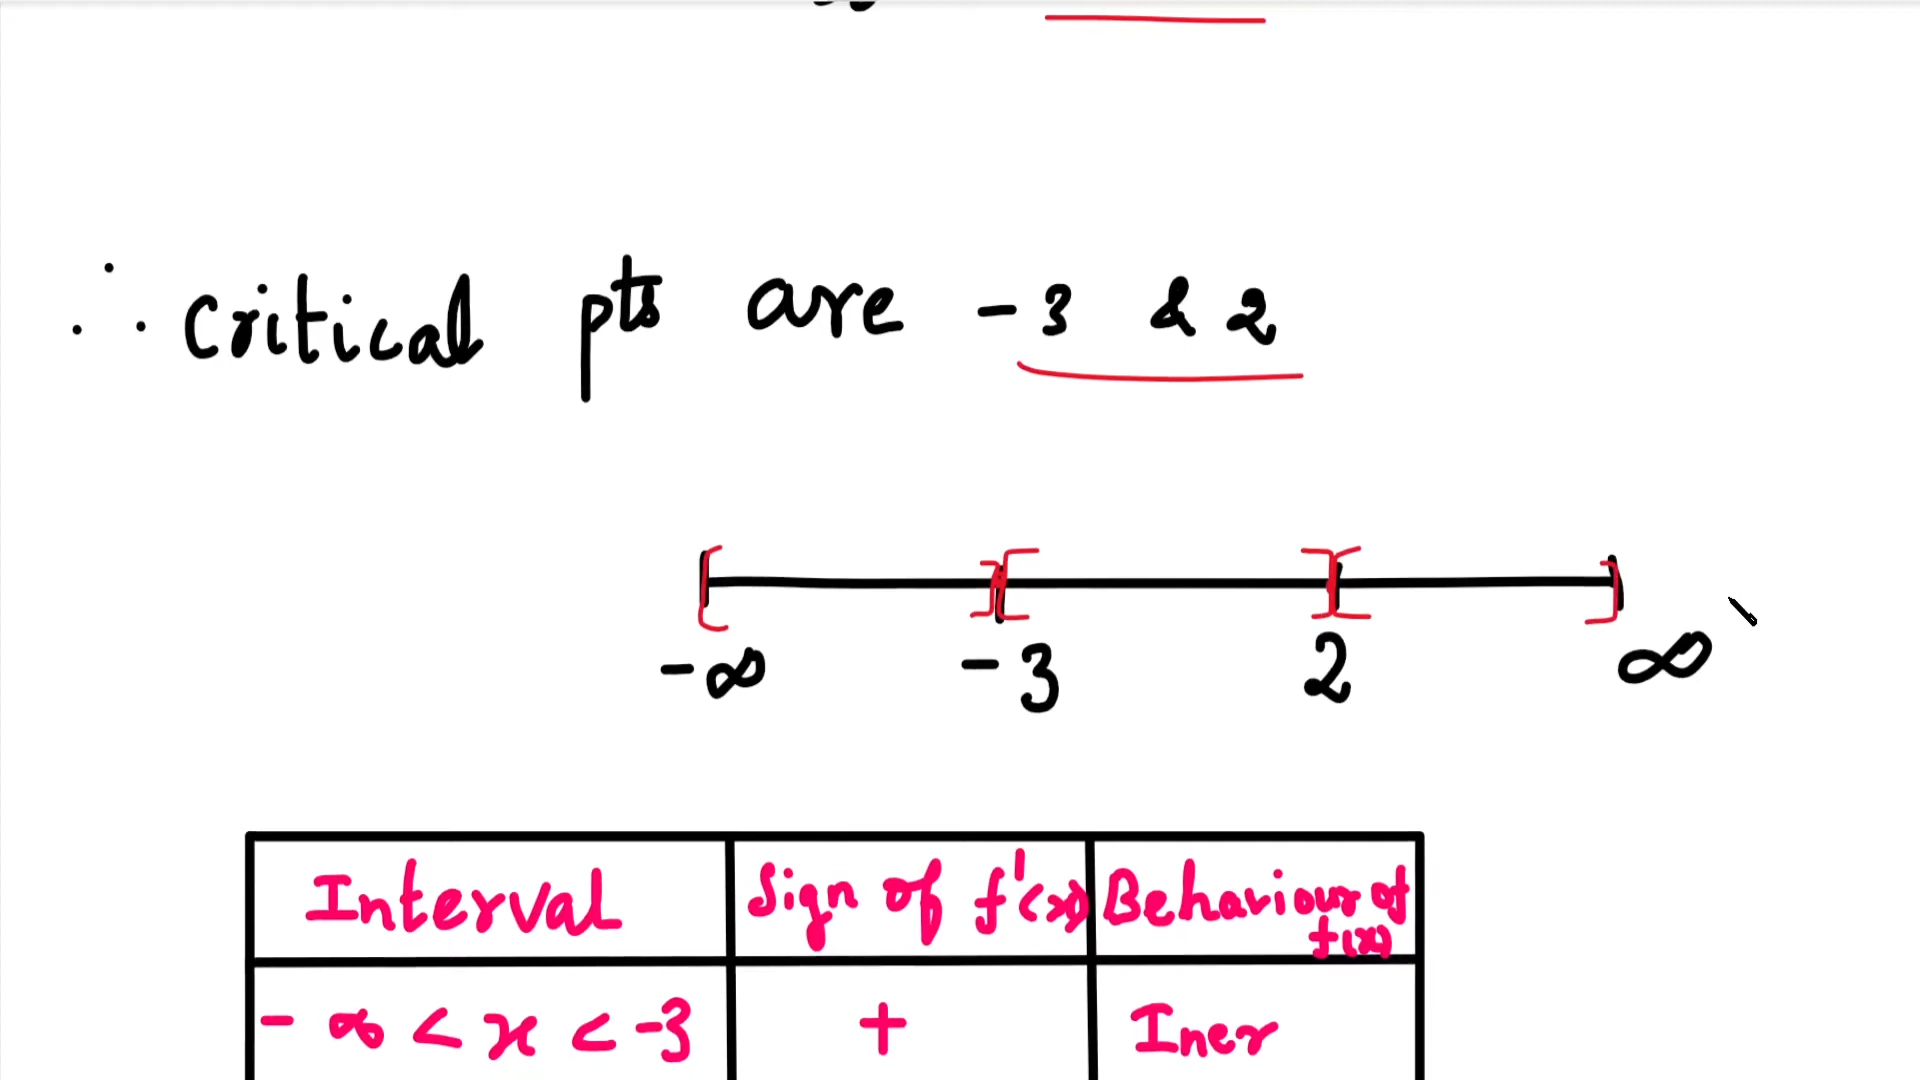 ∴ Critical pts are -3 & 2
-∞ -3 2 ∞
Interval Sign of f'(x) Behaviour of f(x)
-∞ < x < -3 + Incr